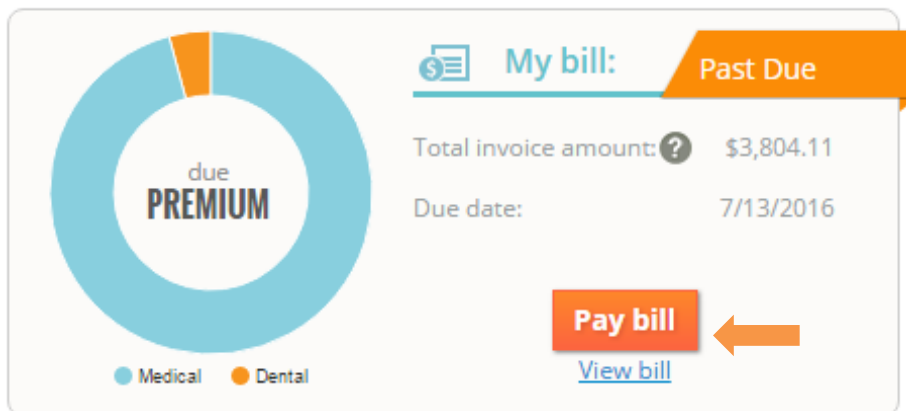 due
PREMIUM
Medical Dental
My bill:
Past Due
Total invoice amount: ? $3,804.11
Due date: 7/13/2016
Pay bill
View bill